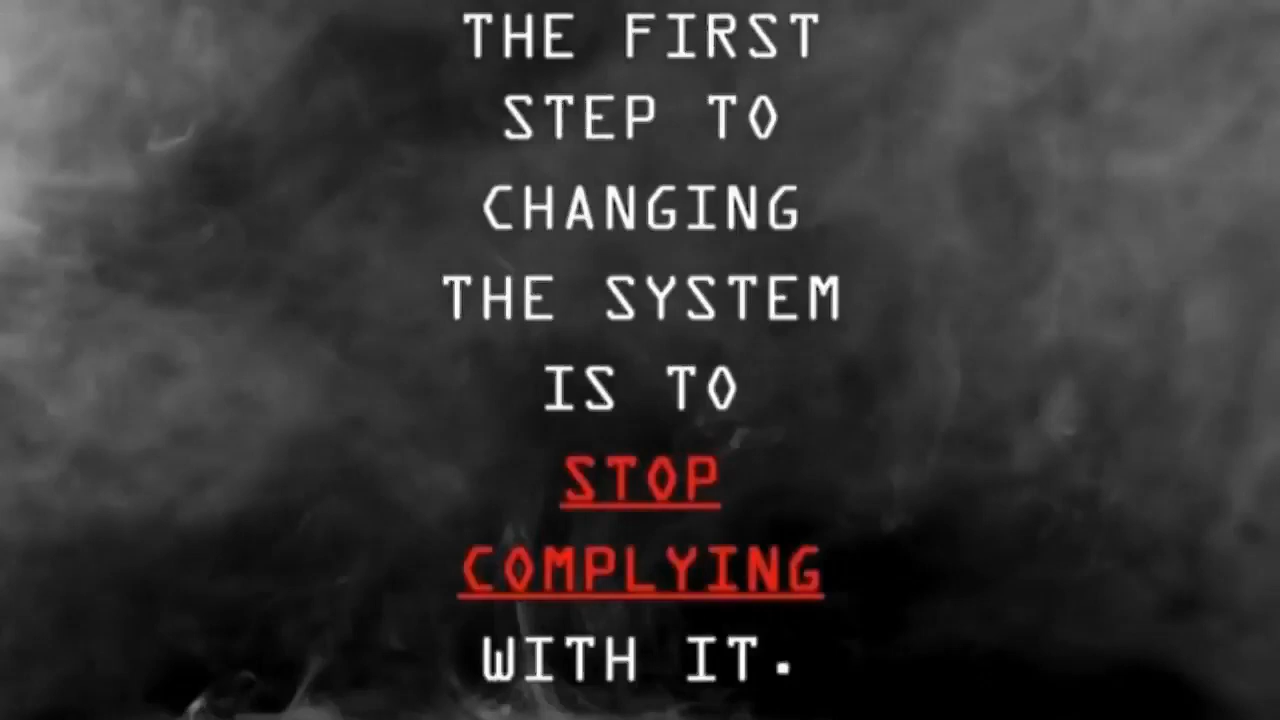 THE FIRST
STEP TO
CHANGING
THE SYSTEM
IS TO
STOP
COMPLYING
WITH IT.